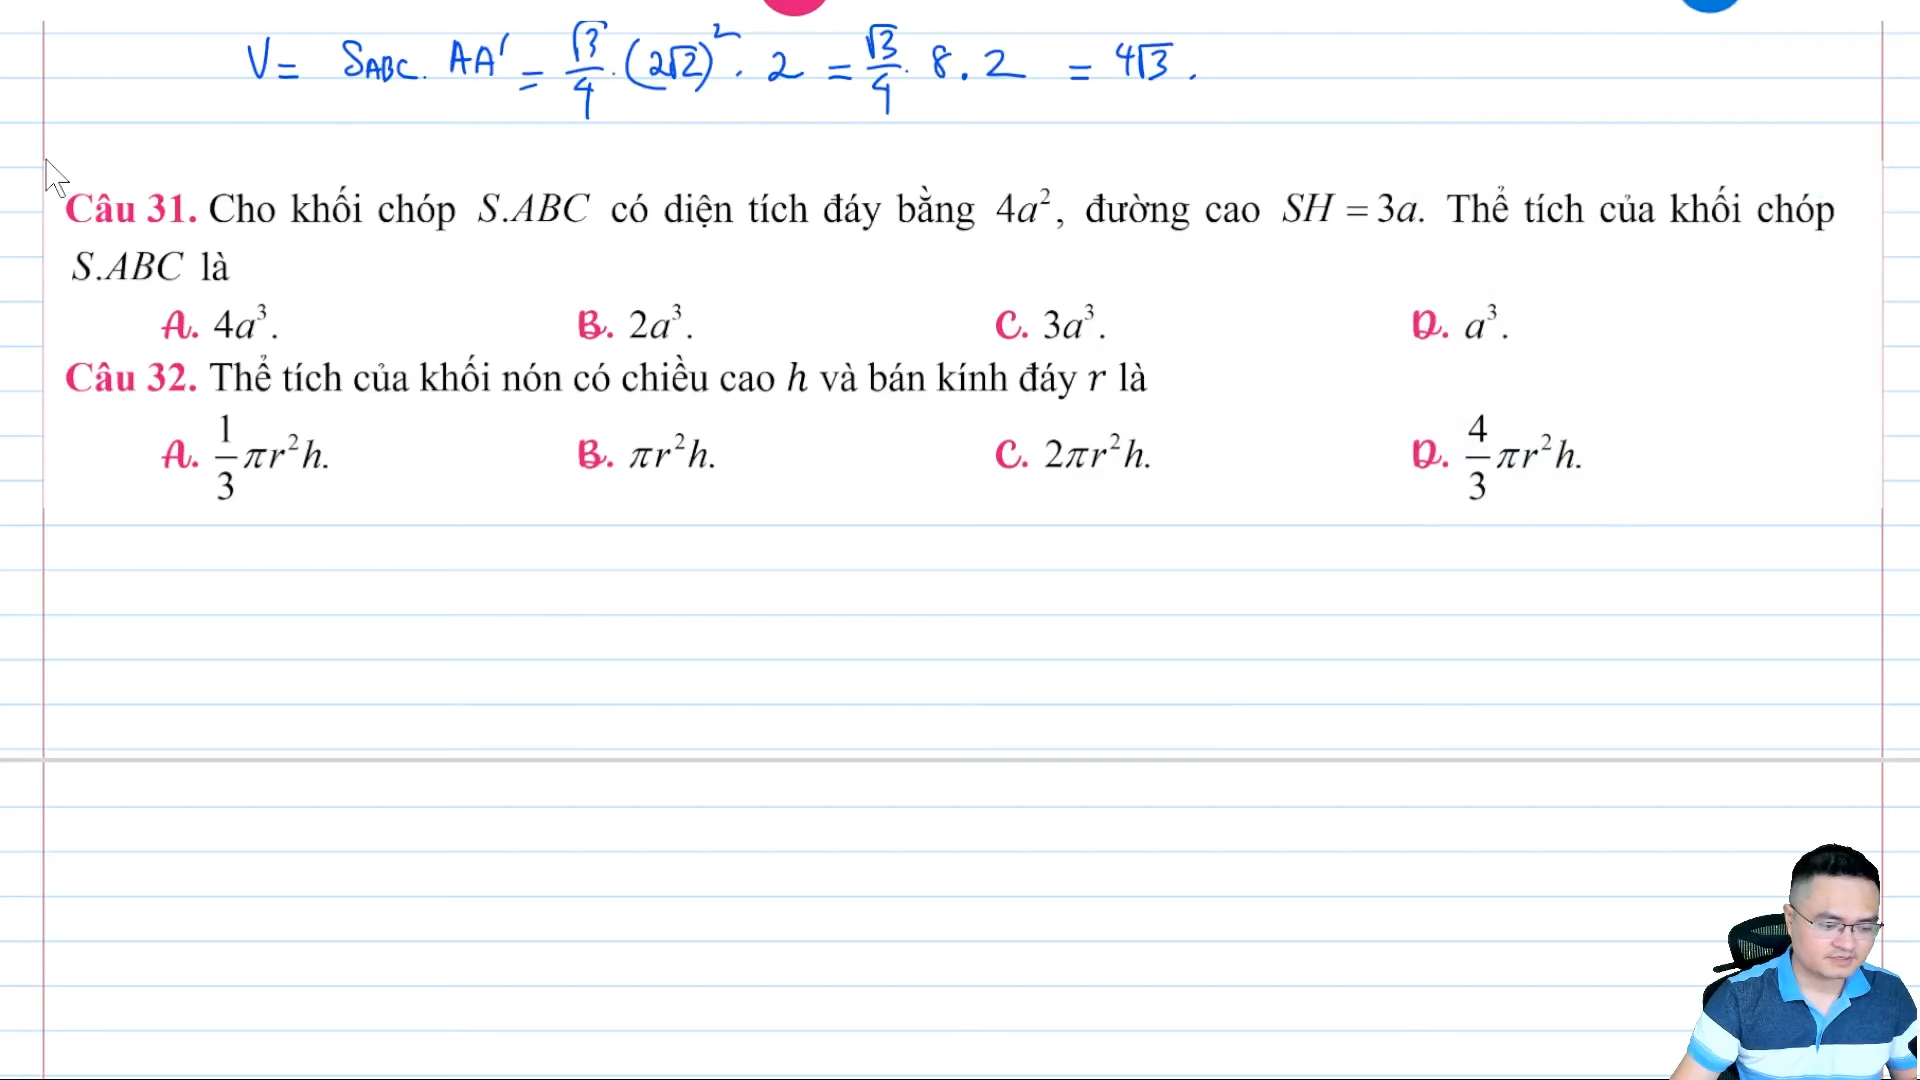 V = S_ABC . AA' = √3/4 . (2√2)² . 2 = √3/4 . 8 . 2 = 4√3 .
Câu 31. Cho khối chóp S.ABC có diện tích đáy bằng 4a², đường cao SH = 3a. Thể tích của khối chóp
S.ABC là
A. 4a³. B. 2a³. C. 3a³. D. a³.
Câu 32. Thể tích của khối nón có chiều cao h và bán kính đáy r là
A. 1/3 πr²h. B. πr²h. C. 2πr²h. D. 4/3 πr²h.